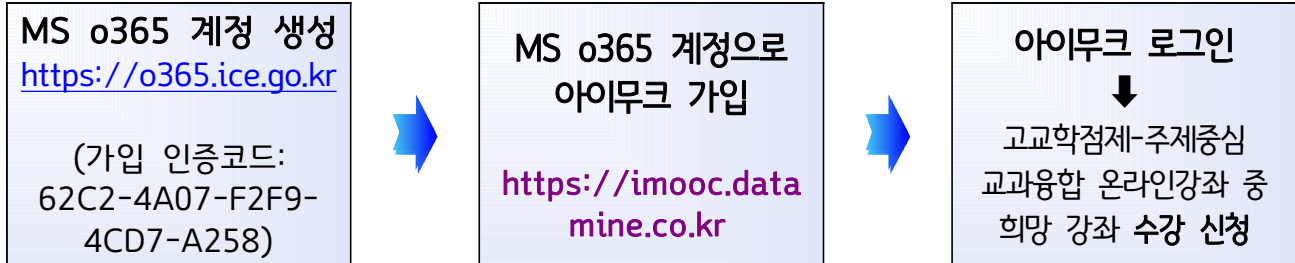 MS o365 계정 생성
https://o365.ice.go.kr
(가입 인증코드:
62C2-4A07-F2F9-
4CD7-A258)
MS o365 계정으로
아이무크 가입
https://imooc.data
mine.co.kr
아이무크 로그인
고교학점제-주제중심
교과융합 온라인강좌 중
희망 강좌 수강 신청